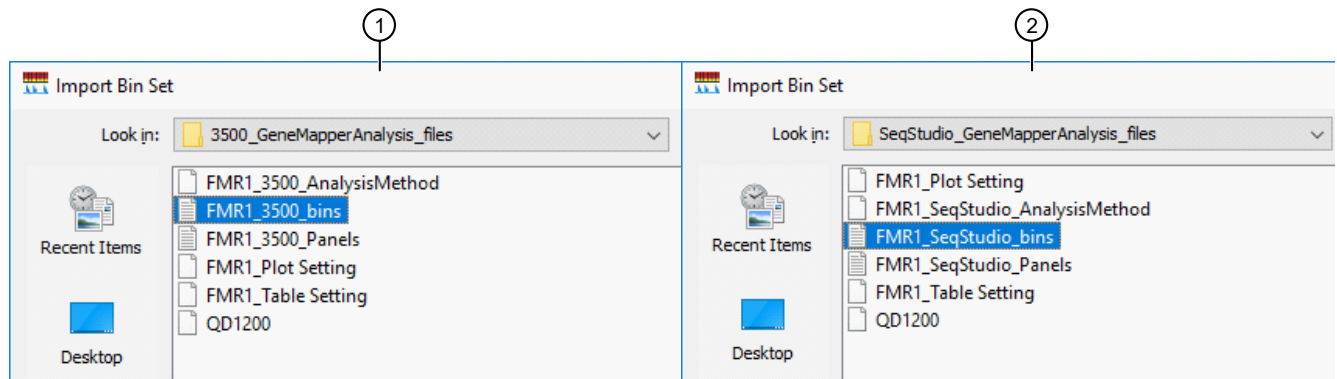 1
Import Bin Set
Look in: 3500_GeneMapperAnalysis_files
FMR1_3500_AnalysisMethod
FMR1_3500_bins
FMR1_3500_Panels
FMR1_Plot Setting
FMR1_Table Setting
QD1200
Recent Items
Desktop
2
Import Bin Set
Look in: SeqStudio_GeneMapperAnalysis_files
FMR1_Plot Setting
FMR1_SeqStudio_AnalysisMethod
FMR1_SeqStudio_bins
FMR1_SeqStudio_Panels
FMR1_Table Setting
QD1200
Recent Items
Desktop